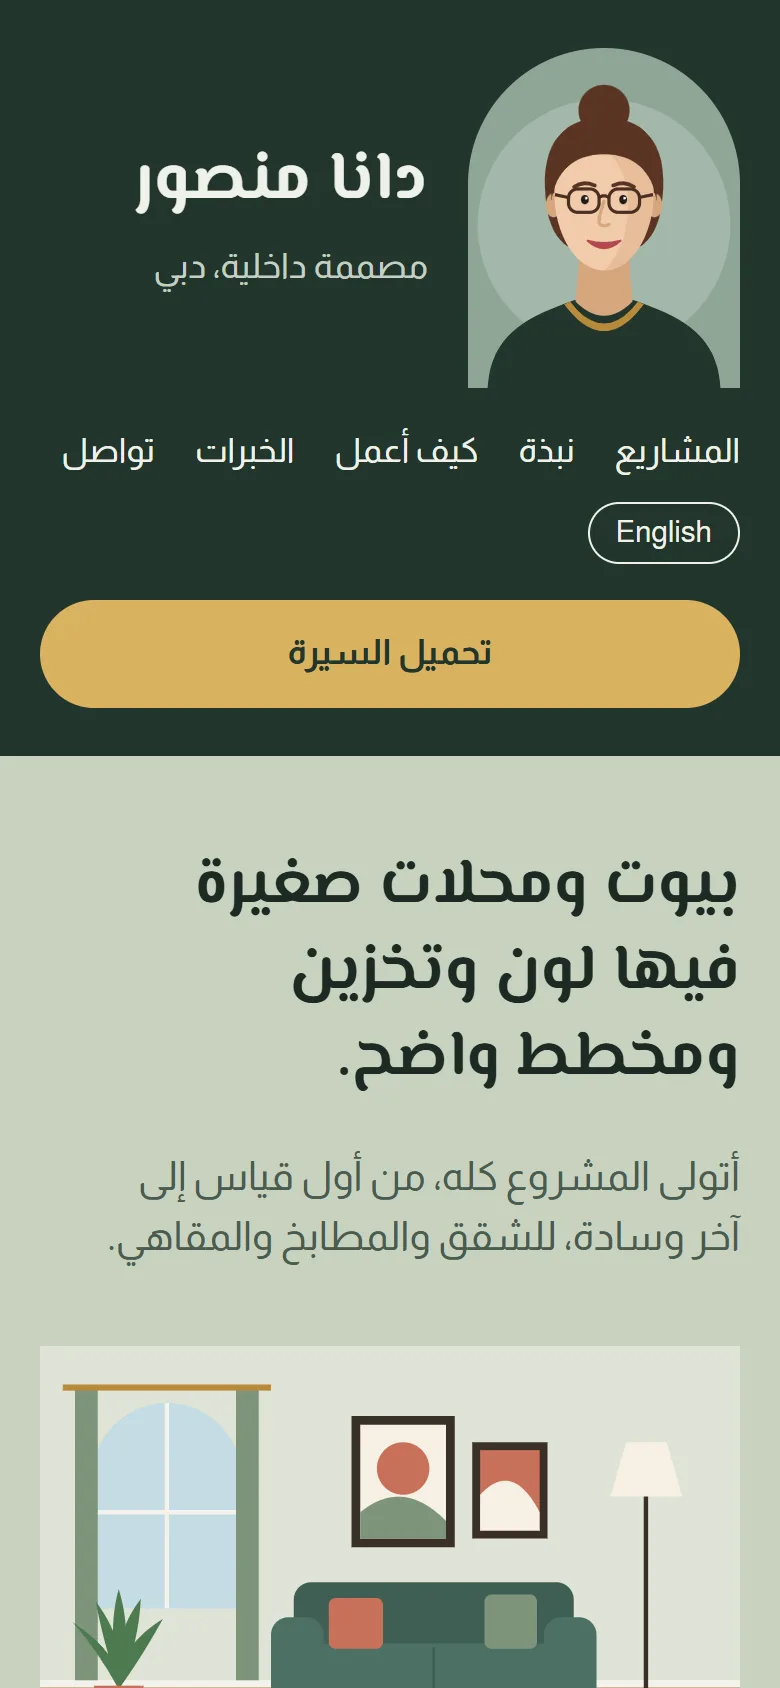 دانا منصور
مصممة داخلية، دبي
المشاريع نبذة كيف أعمل الخبرات تواصل
English
تحميل السيرة
بيوت ومحلات صغيرة
فيها لون وتخزين
ومخطط واضح.
أتولى المشروع كله، من أول قياس إلى
آخر وسادة، للشقق والمطابخ والمقاهي.